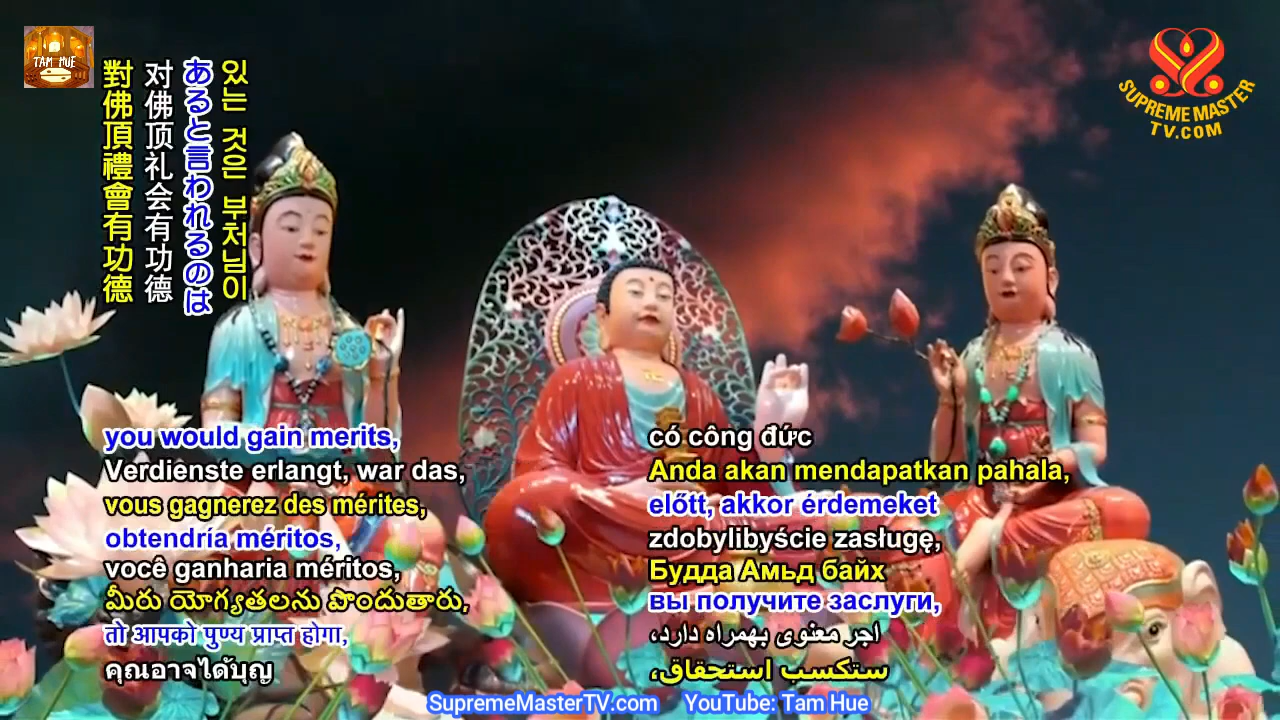 TAM HUE
SUPREME MASTER
TV.COM
있는 것은 부처님이
あると言われるのは
对佛顶礼会有功德
對佛頂禮會有功德
you would gain merits,
Verdienste erlangt, war das,
vous gagnerez des mérites,
obtendría méritos,
você ganharia méritos,
మీరు యోగ్యతలను పొందుతారు,
तो आपको पुण्य प्राप्त होगा,
คุณอาจได้บุญ
có công đức
Anda akan mendapatkan pahala,
előtt, akkor érdemeket
zdobylibyście zasługę,
Будда Амьд байх
вы получите заслуги,
اجر معنوی بهمراه دارد،
ستكسب استحقاق،
SupremeMasterTV.com YouTube: Tam Hue